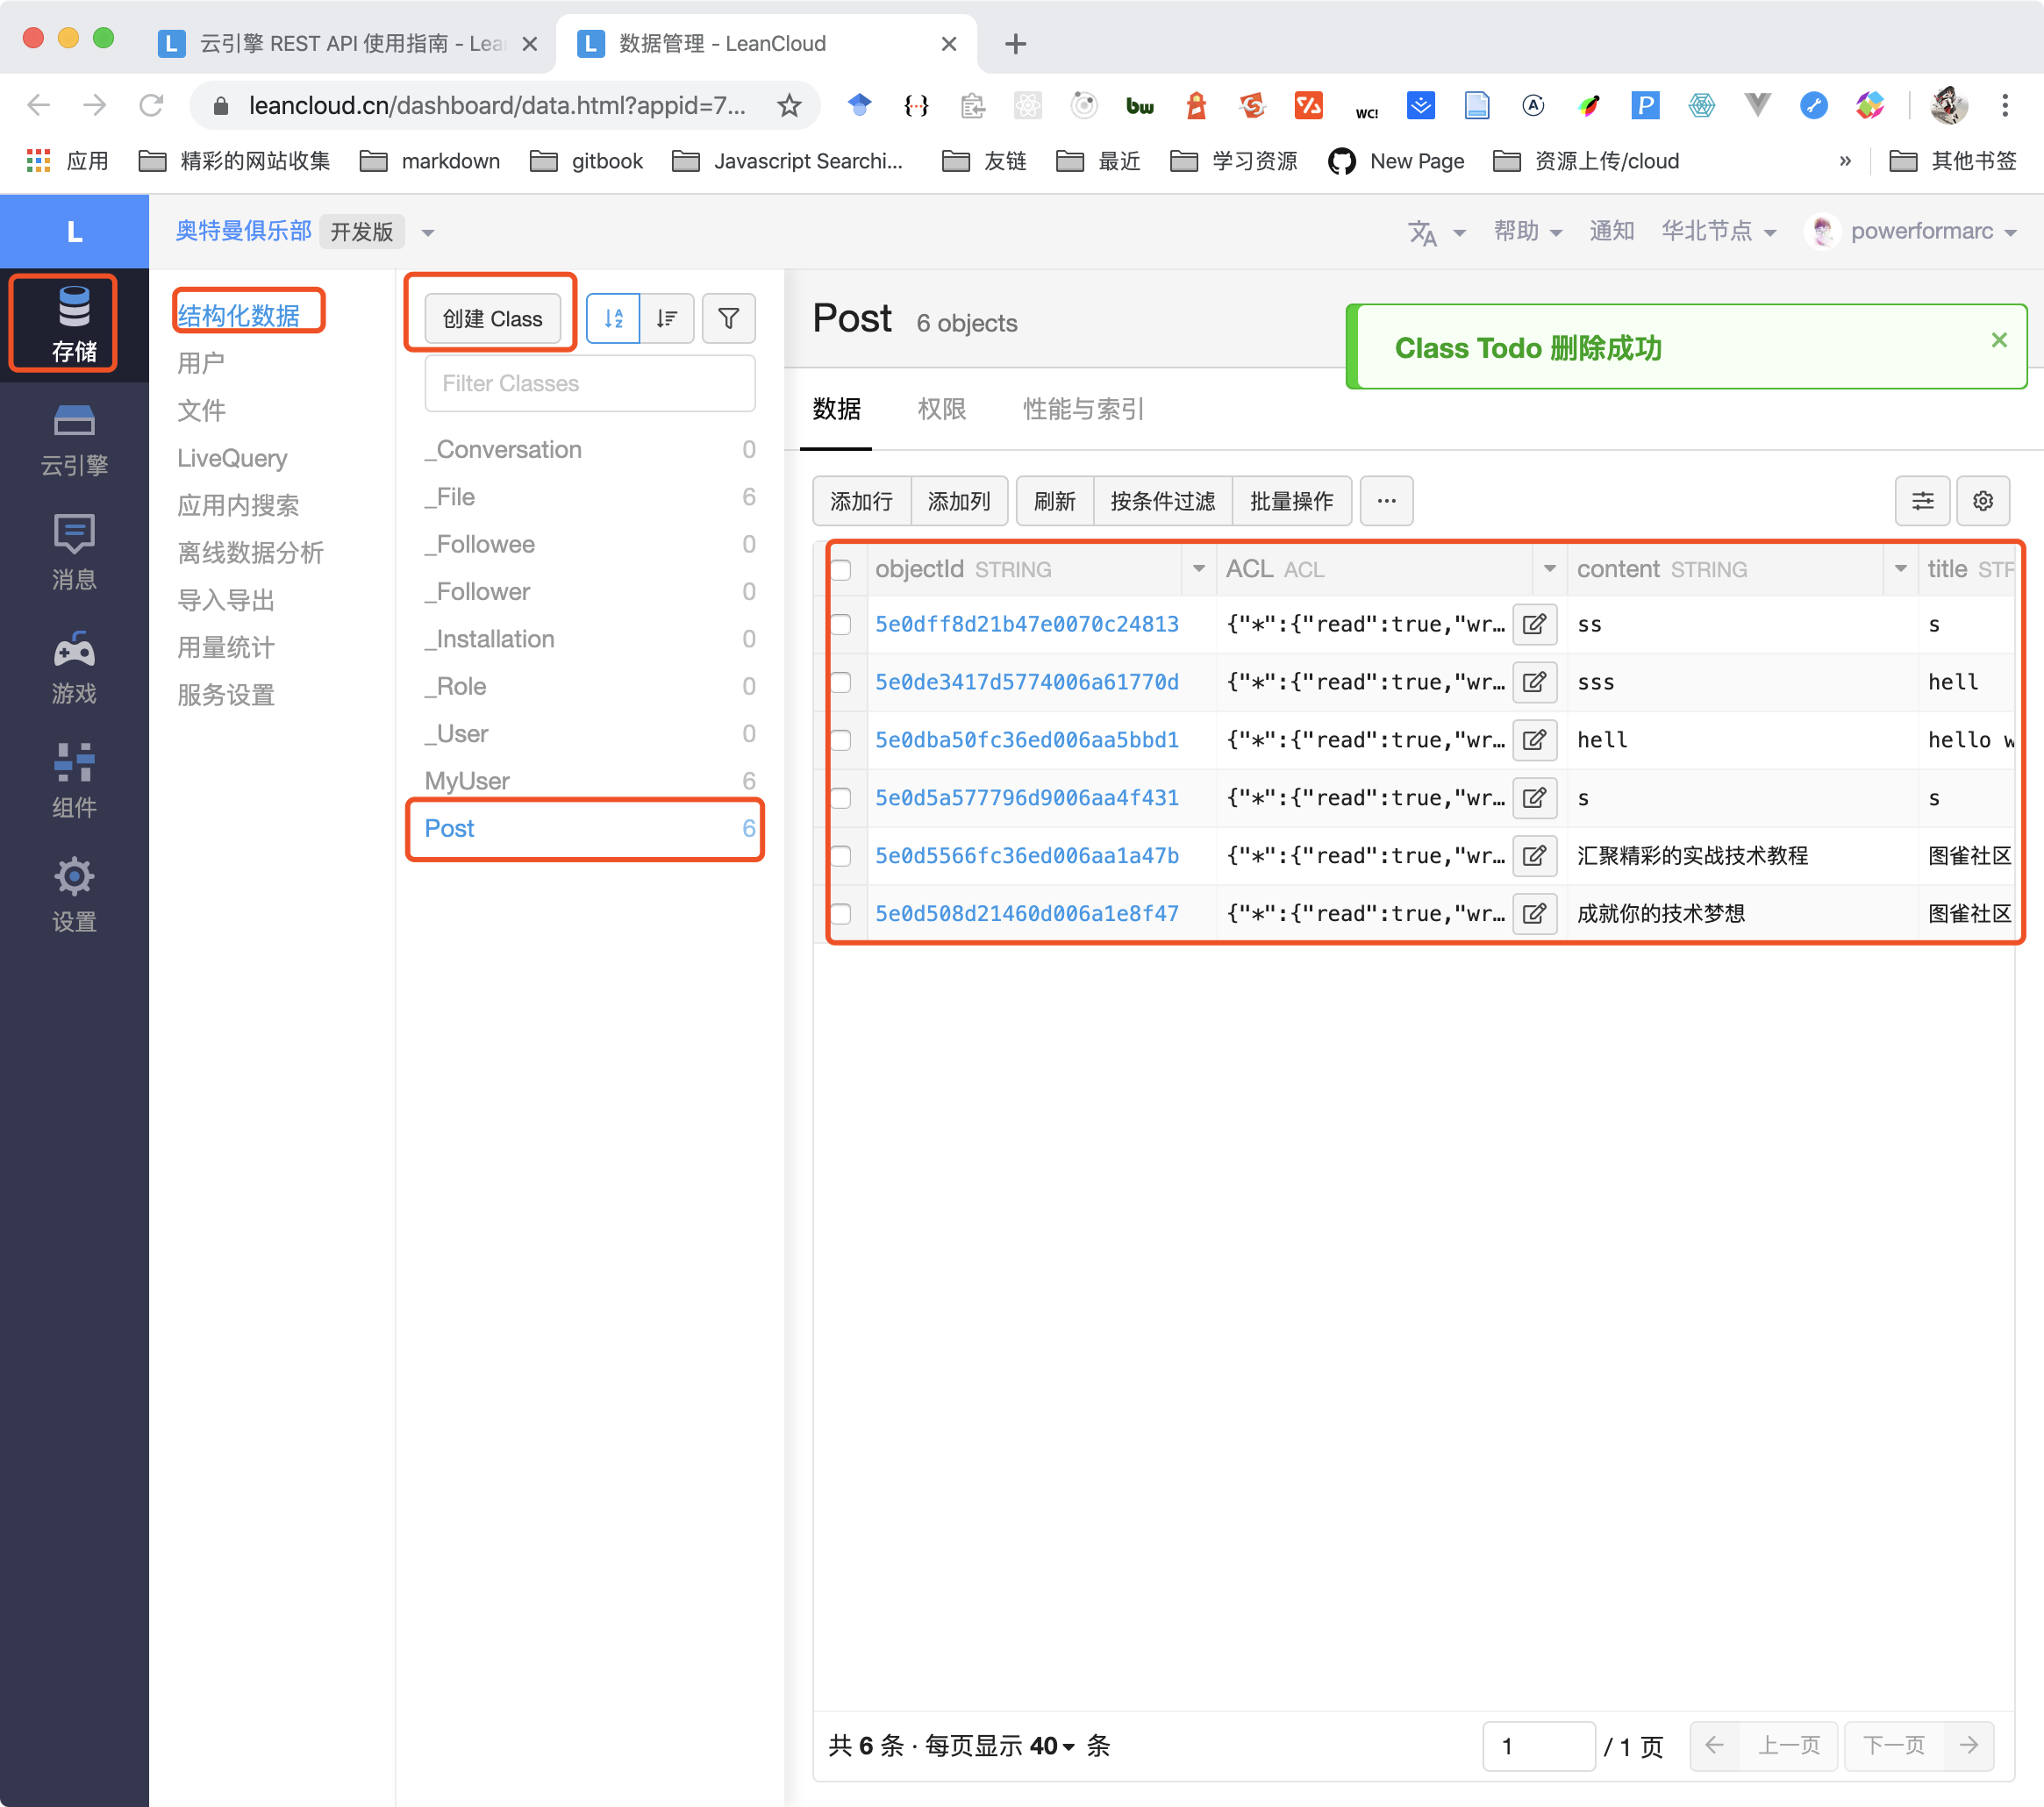 云引擎 REST API 使用指南 - Lea
数据管理 - LeanCloud
leancloud.cn/dashboard/data.html?appid=7...
应用
精彩的网站收集
markdown
gitbook
Javascript Searchi...
友链
最近
学习资源
New Page
资源上传/cloud
»
其他书签
L
奥特曼俱乐部
开发版
帮助
通知
华北节点
powerformarc
存储
云引擎
消息
游戏
组件
设置
结构化数据
用户
文件
LiveQuery
应用内搜索
离线数据分析
导入导出
用量统计
服务设置
创建 Class
Filter Classes
_Conversation 0
_File 6
_Followee 0
_Follower 0
_Installation 0
_Role 0
_User 0
MyUser 6
Post 6
Post 6 objects
Class Todo 删除成功
数据 权限 性能与索引
添加行 添加列 刷新 按条件过滤 批量操作 ...
objectId STRING ACL ACL content STRING title STR
5e0dff8d21b47e0070c24813 {"*":{"read":true,"wr... ss s
5e0de3417d5774006a61770d {"*":{"read":true,"wr... sss hell
5e0dba50fc36ed006aa5bbd1 {"*":{"read":true,"wr... hell hello w
5e0d5a577796d9006aa4f431 {"*":{"read":true,"wr... s s
5e0d5566fc36ed006aa1a47b {"*":{"read":true,"wr... 汇聚精彩的实战技术教程 图雀社区
5e0d508d21460d006a1e8f47 {"*":{"read":true,"wr... 成就你的技术梦想 图雀社区
共 6 条 · 每页显示 40 条
1 / 1 页
← 上一页 下一页 →